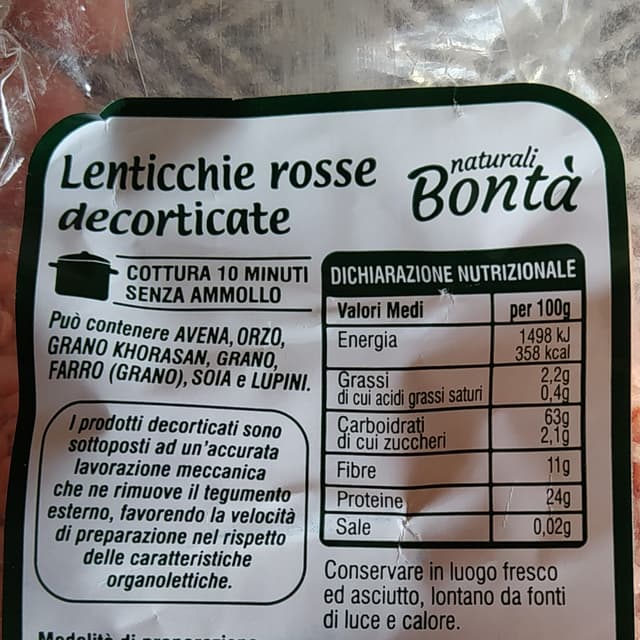 Lenticchie rosse
decorticate
naturali
Bontà
COTTURA 10 MINUTI
SENZA AMMOLLO
Può contenere AVENA, ORZO,
GRANO KHORASAN, GRANO,
FARRO (GRANO), SOIA e LUPINI.
I prodotti decorticati sono
sottoposti ad un'accurata
lavorazione meccanica
che ne rimuove il tegumento
esterno, favorendo la velocità
di preparazione nel rispetto
delle caratteristiche
organolettiche.
DICHIARAZIONE NUTRIZIONALE
Valori Medi per 100g
Energia 1498 kJ
358 kcal
Grassi 2,2g
di cui acidi grassi saturi 0,4g
Carboidrati 63g
di cui zuccheri 2,1g
Fibre 11g
Proteine 24g
Sale 0,02g
Conservare in luogo fresco
ed asciutto, lontano da fonti
di luce e calore.
Modalità di preparazione